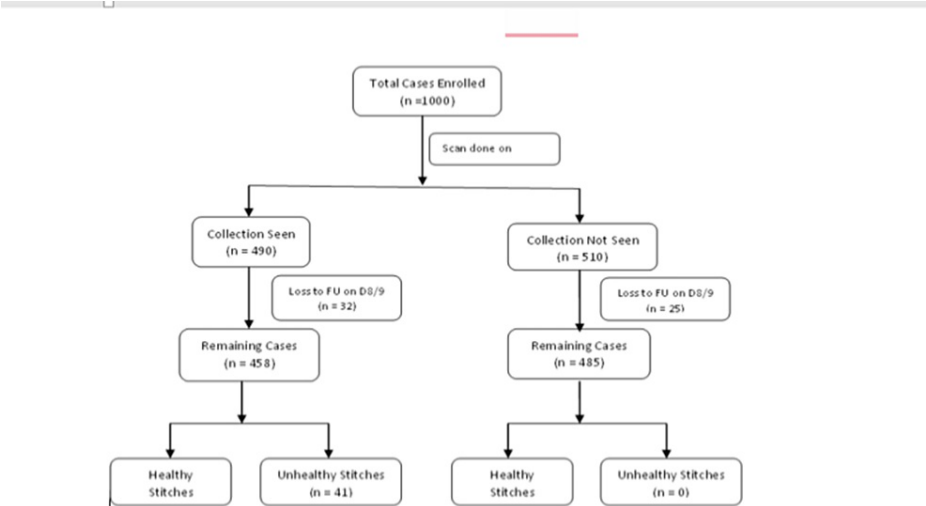 Total Cases Enrolled
(n =1000)
Scan done on
Collection Seen
(n = 490)
Collection Not Seen
(n = 510)
Loss to FU on D8/9
(n = 32)
Loss to FU on D8/9
(n = 25)
Remaining Cases
(n = 458)
Remaining Cases
(n = 485)
Healthy
Stitches
Unhealthy Stitches
(n = 41)
Healthy
Stitches
Unhealthy Stitches
(n = 0)